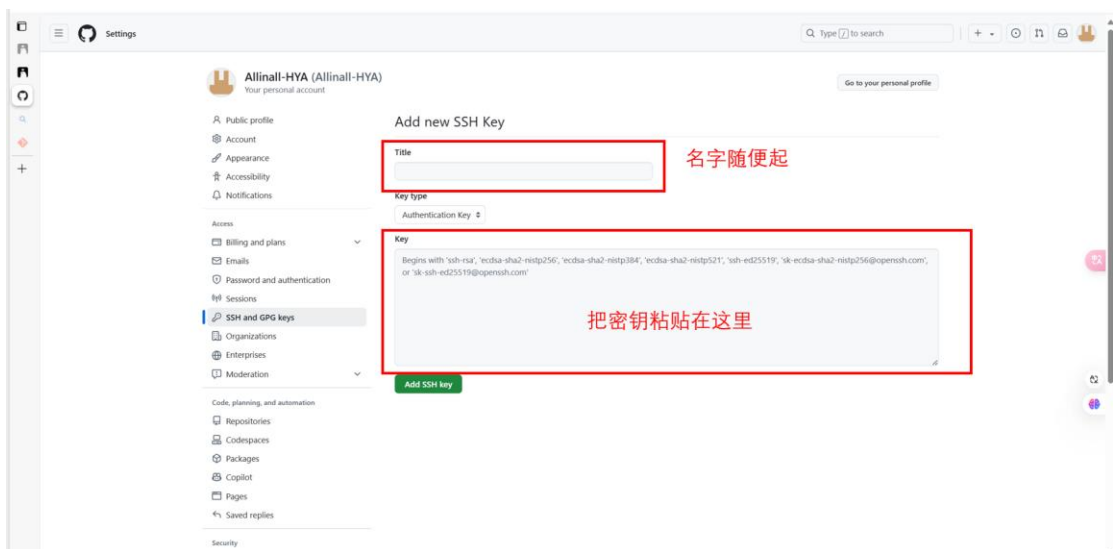 Settings
Type / to search
Allinall-HYA (Allinall-HYA)
Your personal account
Go to your personal profile
Public profile
Account
Appearance
Accessibility
Notifications
Access
Billing and plans
Emails
Password and authentication
Sessions
SSH and GPG keys
Organizations
Enterprises
Moderation
Code, planning, and automation
Repositories
Codespaces
Packages
Copilot
Pages
Saved replies
Security
Add new SSH Key
Title
名字随便起
Key type
Authentication Key
Key
Begins with 'ssh-rsa', 'ecdsa-sha2-nistp256', 'ecdsa-sha2-nistp384', 'ecdsa-sha2-nistp521', 'ssh-ed25519', 'sk-ecdsa-sha2-nistp256@openssh.com',
or 'sk-ssh-ed25519@openssh.com'
把密钥粘贴在这里
Add SSH key